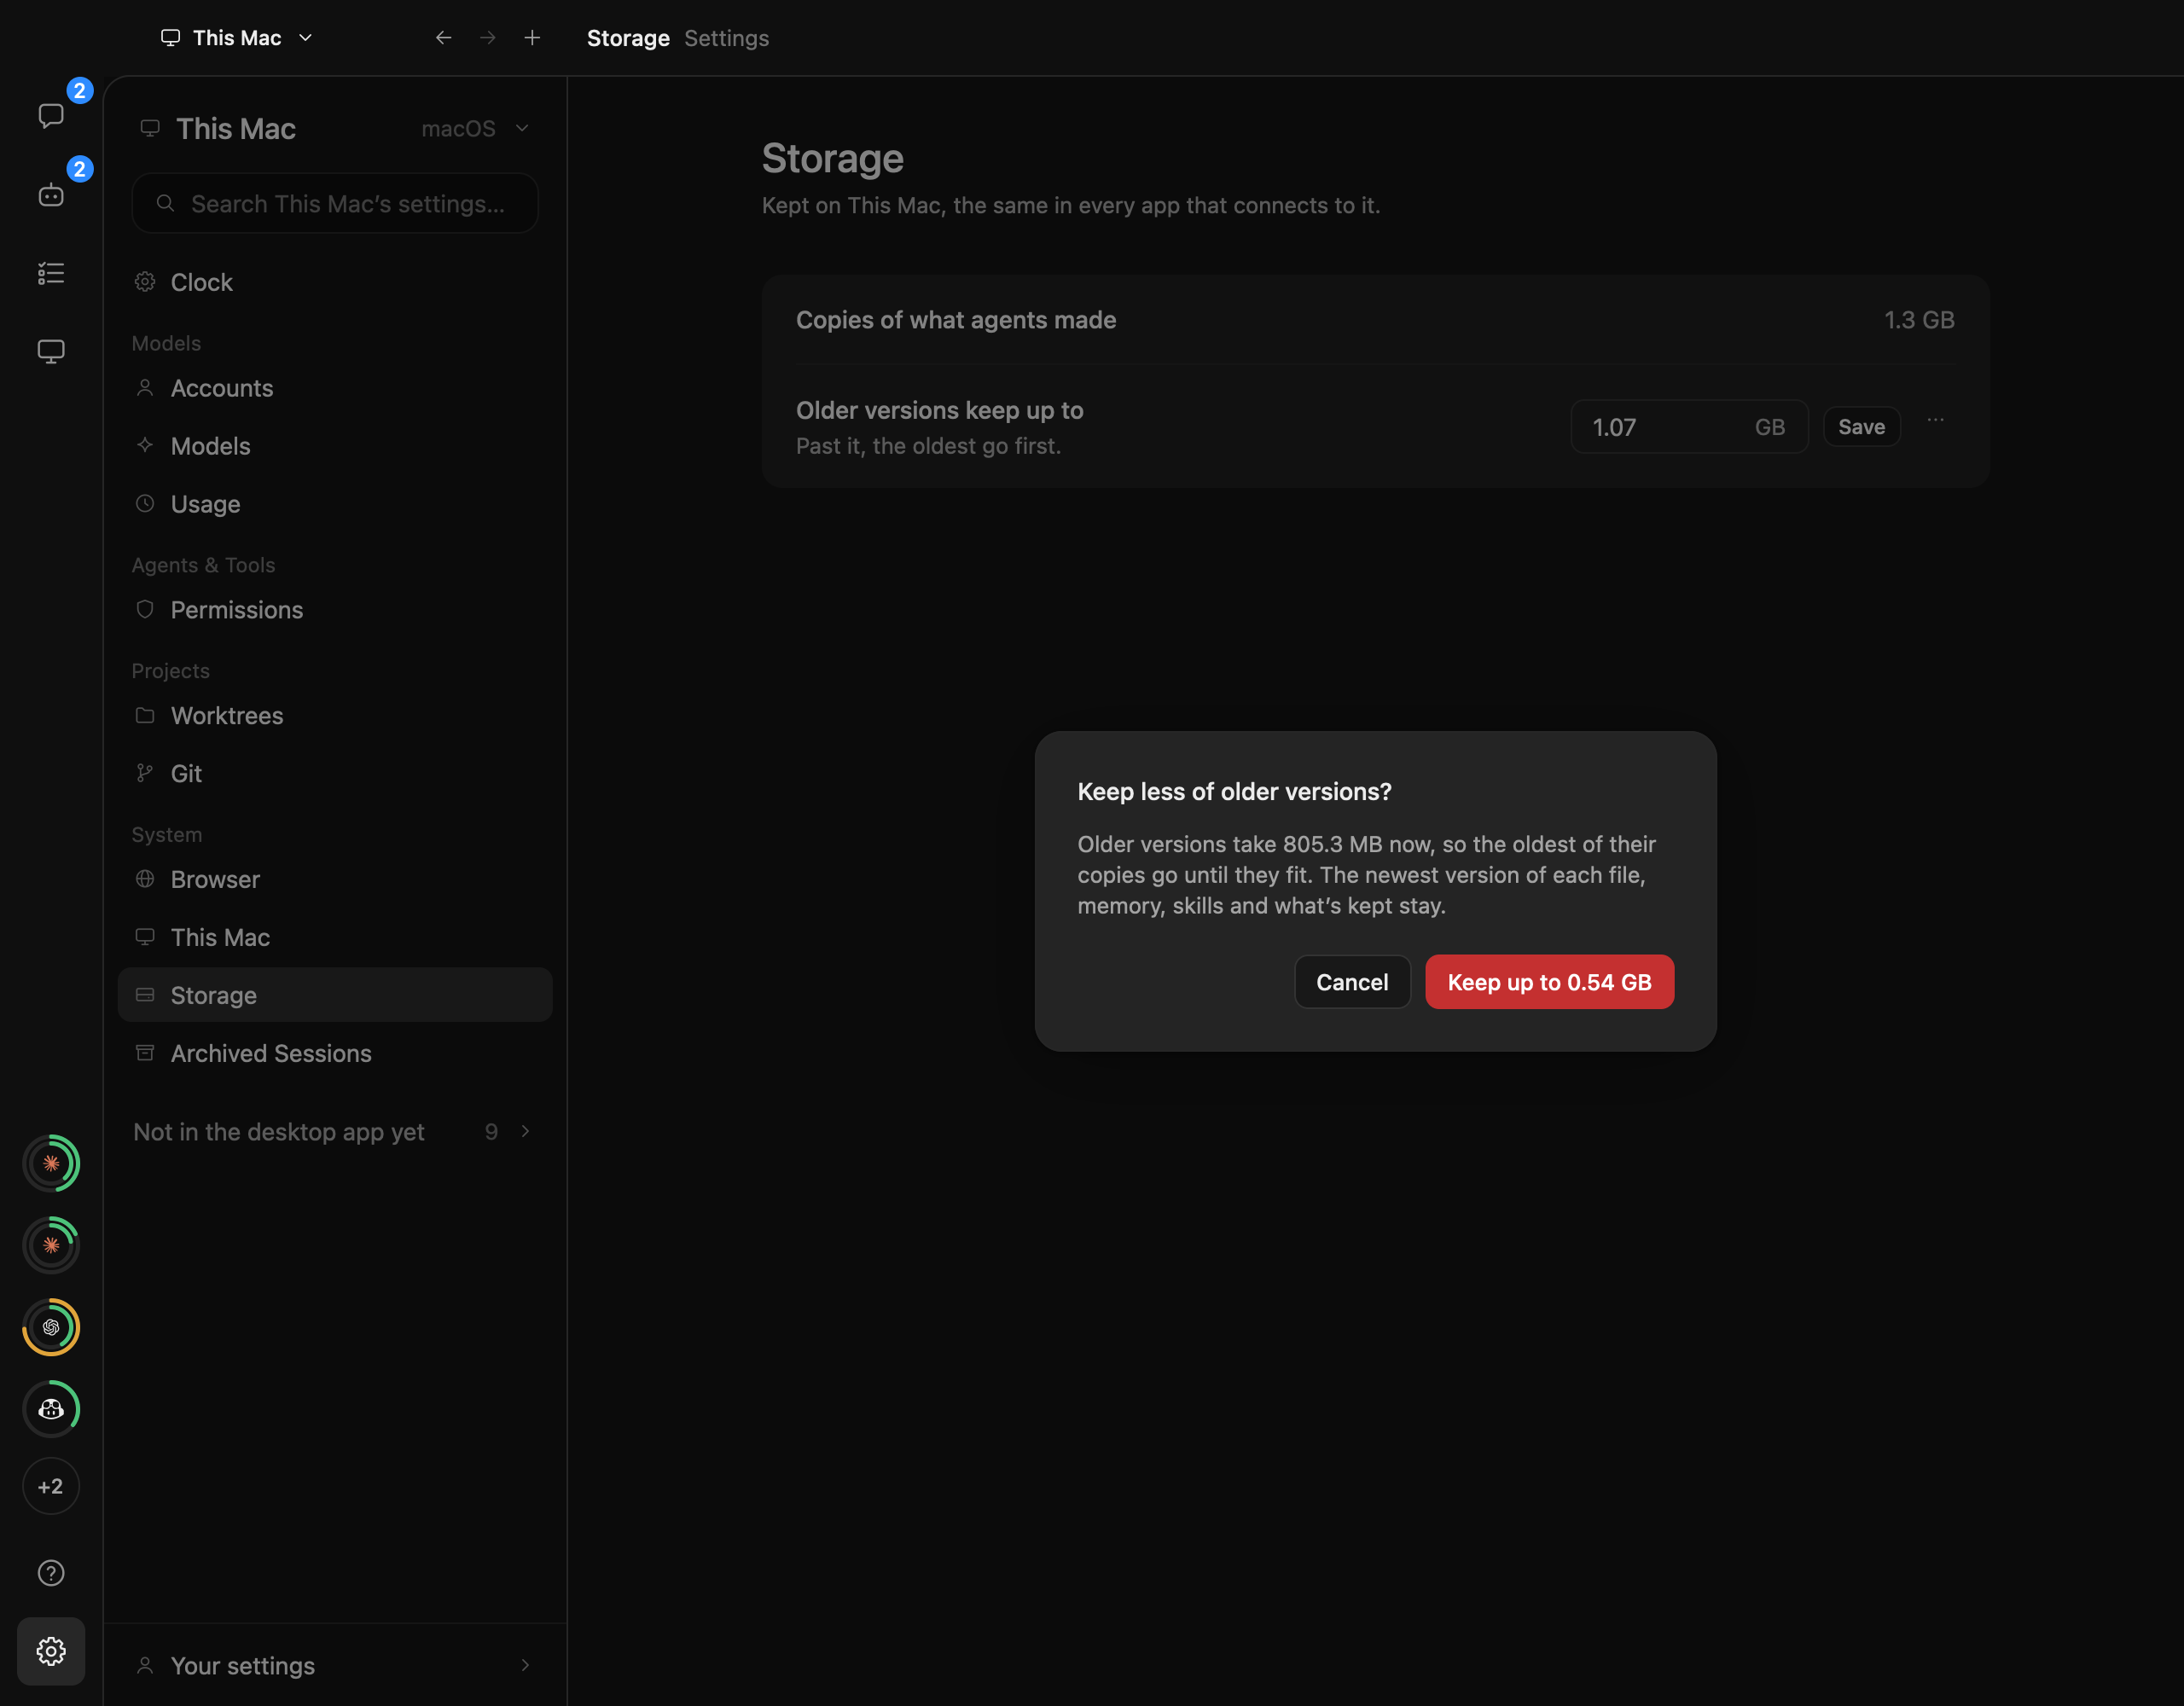 This Mac
Storage Settings
2
2
This Mac macOS
Search This Mac’s settings...
Clock
Models
Accounts
Models
Usage
Agents & Tools
Permissions
Projects
Worktrees
Git
System
Browser
This Mac
Storage
Archived Sessions
Not in the desktop app yet 9
+2
Your settings
Storage
Kept on This Mac, the same in every app that connects to it.
Copies of what agents made 1.3 GB
Older versions keep up to
Past it, the oldest go first.
1.07 GB Save
Keep less of older versions?
Older versions take 805.3 MB now, so the oldest of their
copies go until they fit. The newest version of each file,
memory, skills and what’s kept stay.
Cancel Keep up to 0.54 GB